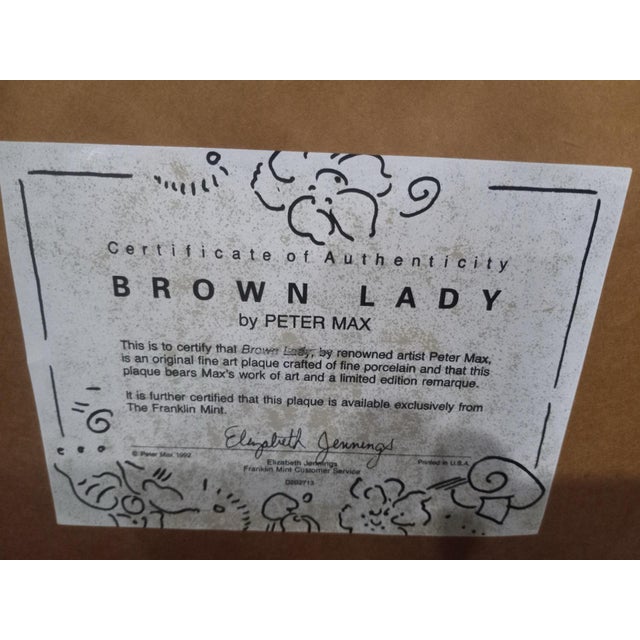 Certificate of Authenticity
BROWN LADY
by PETER MAX
This is to certify that Brown Lady, by renowned artist Peter Max,
is an original fine art plaque crafted of fine porcelain and that this
plaque bears Max's work of art and a limited edition remarque.
It is further certified that this plaque is available exclusively from
The Franklin Mint.
Elizabeth Jennings
© Peter Max 1992
Elizabeth Jennings
Printed in U.S.A.
Franklin Mint Customer Service